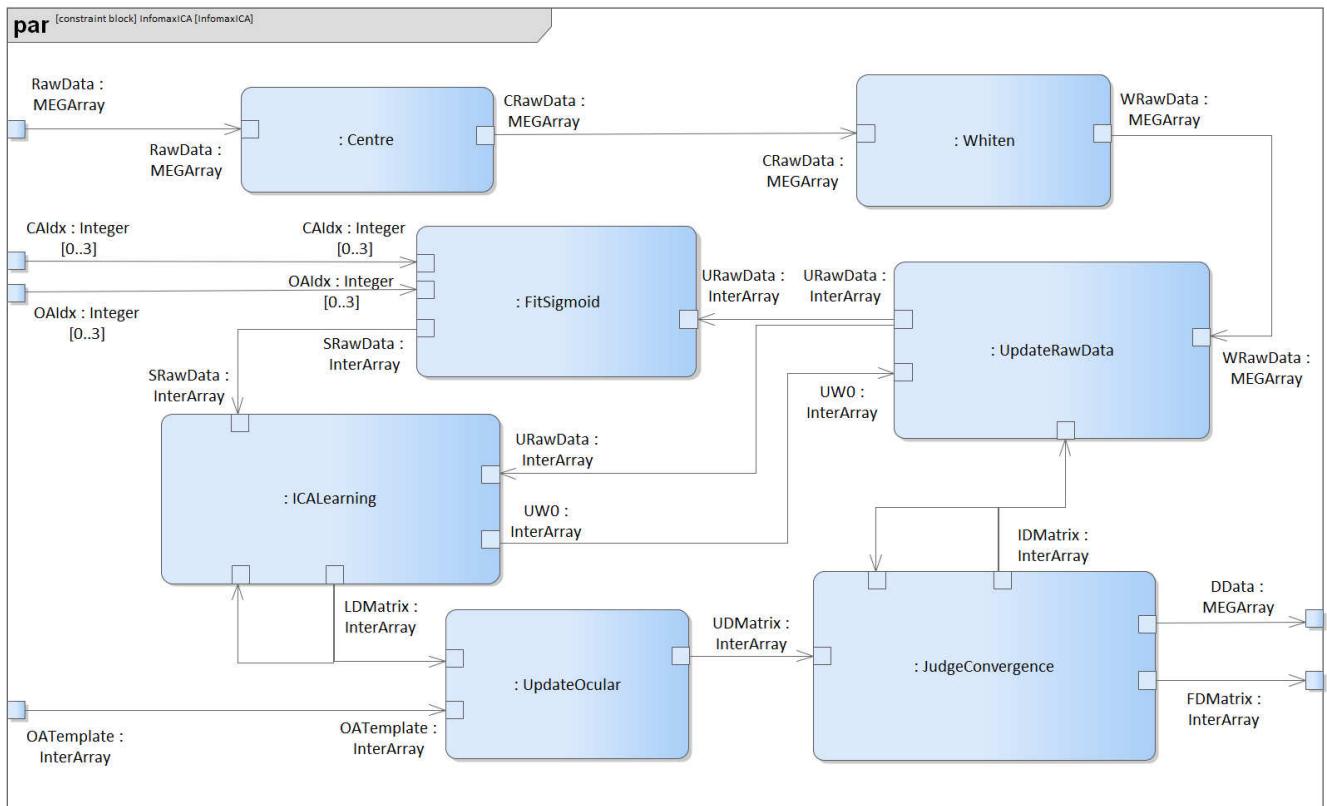 par [constraint block] InfomaxICA [InfomaxICA]
RawData :
MEGArray
RawData :
MEGArray
: Centre
CRawData :
MEGArray
CRawData :
MEGArray
: Whiten
WRawData :
MEGArray
CAIdx : Integer
[0..3]
CAIdx : Integer
[0..3]
OAIdx : Integer
[0..3]
OAIdx : Integer
[0..3]
: FitSigmoid
SRawData :
InterArray
URawData :
InterArray
URawData :
InterArray
: UpdateRawData
WRawData :
MEGArray
SRawData :
InterArray
UW0 :
InterArray
: ICALearning
URawData :
InterArray
UW0 :
InterArray
IDMatrix :
InterArray
LDMatrix :
InterArray
: UpdateOcular
UDMatrix :
InterArray
: JudgeConvergence
DData :
MEGArray
FDMatrix :
InterArray
OATemplate :
InterArray
OATemplate :
InterArray